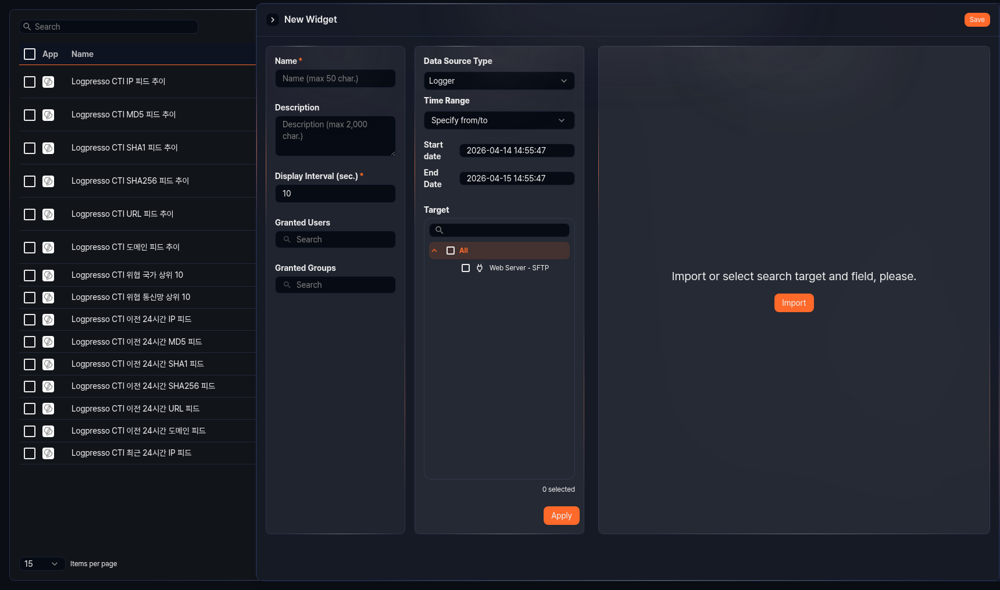 Search
App Name
Logpresso CTI IP 피드 추이
Logpresso CTI MD5 피드 추이
Logpresso CTI SHA1 피드 추이
Logpresso CTI SHA256 피드 추이
Logpresso CTI URL 피드 추이
Logpresso CTI 도메인 피드 추이
Logpresso CTI 위협 국가 상위 10
Logpresso CTI 위협 통신망 상위 10
Logpresso CTI 이전 24시간 IP 피드
Logpresso CTI 이전 24시간 MD5 피드
Logpresso CTI 이전 24시간 SHA1 피드
Logpresso CTI 이전 24시간 SHA256 피드
Logpresso CTI 이전 24시간 URL 피드
Logpresso CTI 이전 24시간 도메인 피드
Logpresso CTI 최근 24시간 IP 피드
15 Items per page
New Widget
Save
Name *
Name (max 50 char.)
Description
Description (max 2,000
char.)
Display Interval (sec.) *
10
Granted Users
Search
Granted Groups
Search
Data Source Type
Logger
Time Range
Specify from/to
Start
date
2026-04-14 14:55:47
End
Date
2026-04-15 14:55:47
Target
All
Web Server - SFTP
0 selected
Apply
Import or select search target and field, please.
Import